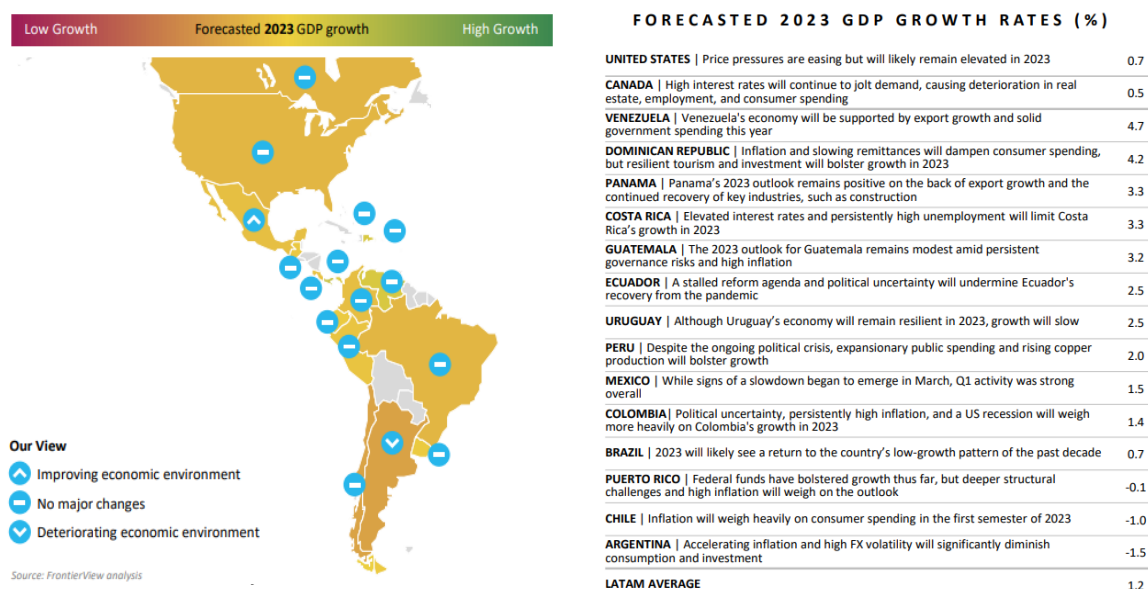 Low Growth Forecasted 2023 GDP growth High Growth
Our View
Improving economic environment
No major changes
Deteriorating economic environment
Source: FrontierView analysis
FORECASTED 2023 GDP GROWTH RATES (%)
UNITED STATES | Price pressures are easing but will likely remain elevated in 2023 0.7
CANADA | High interest rates will continue to jolt demand, causing deterioration in real
estate, employment, and consumer spending 0.5
VENEZUELA | Venezuela's economy will be supported by export growth and solid
government spending this year 4.7
DOMINICAN REPUBLIC | Inflation and slowing remittances will dampen consumer spending,
but resilient tourism and investment will bolster growth in 2023 4.2
PANAMA | Panama's 2023 outlook remains positive on the back of export growth and the
continued recovery of key industries, such as construction 3.3
COSTA RICA | Elevated interest rates and persistently high unemployment will limit Costa
Rica's growth in 2023 3.3
GUATEMALA | The 2023 outlook for Guatemala remains modest amid persistent
governance risks and high inflation 3.2
ECUADOR | A stalled reform agenda and political uncertainty will undermine Ecuador's
recovery from the pandemic 2.5
URUGUAY | Although Uruguay's economy will remain resilient in 2023, growth will slow 2.5
PERU | Despite the ongoing political crisis, expansionary public spending and rising copper
production will bolster growth 2.0
MEXICO | While signs of a slowdown began to emerge in March, Q1 activity was strong
overall 1.5
COLOMBIA| Political uncertainty, persistently high inflation, and a US recession will weigh
more heavily on Colombia's growth in 2023 1.4
BRAZIL | 2023 will likely see a return to the country's low-growth pattern of the past decade 0.7
PUERTO RICO | Federal funds have bolstered growth thus far, but deeper structural
challenges and high inflation will weigh on the outlook -0.1
CHILE | Inflation will weigh heavily on consumer spending in the first semester of 2023 -1.0
ARGENTINA | Accelerating inflation and high FX volatility will significantly diminish
consumption and investment -1.5
LATAM AVERAGE 1.2